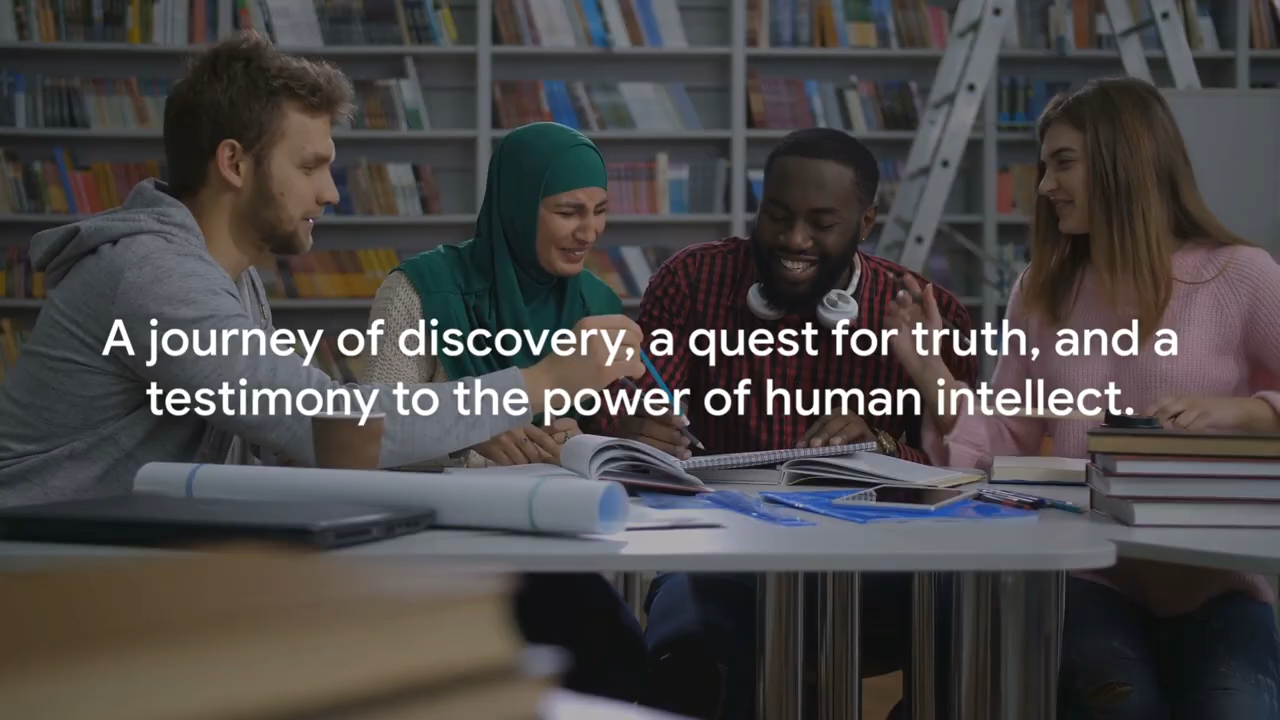 A journey of discovery, a quest for truth, and a
testimony to the power of human intellect.